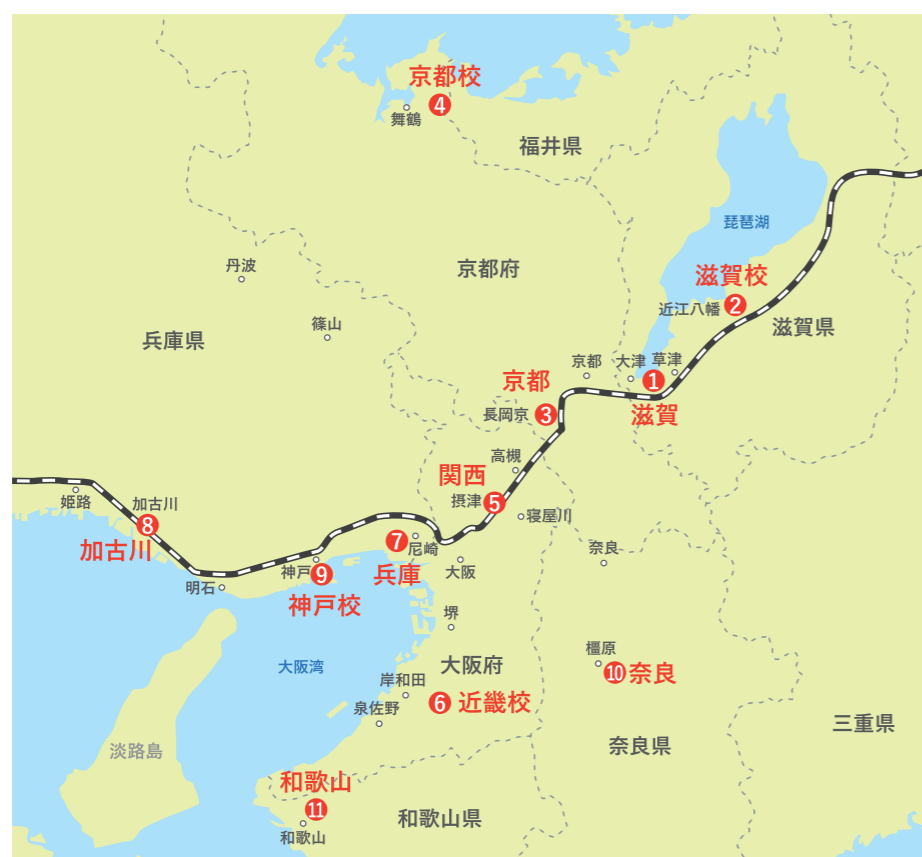 京都校
④
舞鶴
福井県
琵琶湖
丹波
京都府
滋賀校
②
近江八幡
滋賀県
篠山
兵庫県
京都
大津
草津
①
滋賀
京都
長岡京
③
高槻
関西
摂津
⑤
寝屋川
姫路
加古川
⑧
加古川
⑦
尼崎
兵庫
大阪
奈良
神戸
⑨
神戸校
明石
堺
大阪湾
大阪府
橿原
⑩
奈良
岸和田
⑥
近畿校
泉佐野
三重県
奈良県
淡路島
和歌山
⑪
和歌山
和歌山県